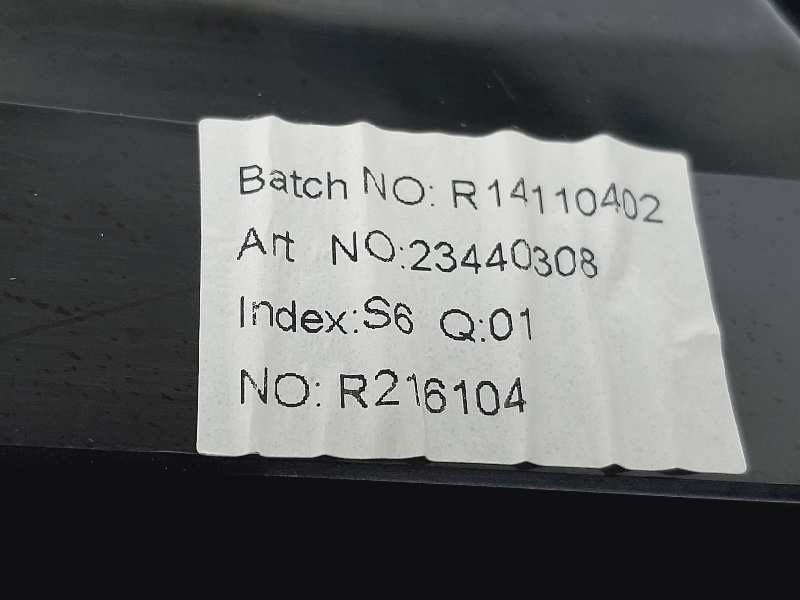 Batch NO: R14110402
Art NO:23440308
Index:S6 Q:01
NO: R216104